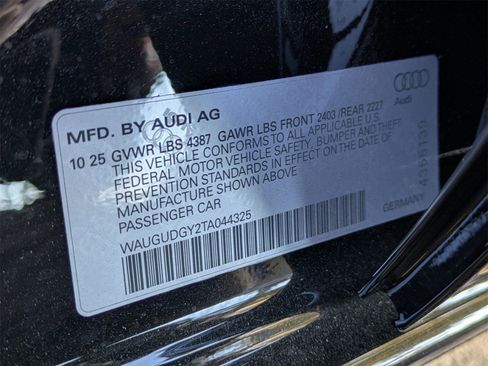 MFD. BY AUDI AG
10 25 GVWR LBS 4387 GAWR LBS FRONT 2403 / REAR 2227
THIS VEHICLE CONFORMS TO ALL APPLICABLE U.S.
FEDERAL MOTOR VEHICLE SAFETY, BUMPER AND THEFT
PREVENTION STANDARDS IN EFFECT ON THE DATE OF
MANUFACTURE SHOWN ABOVE
PASSENGER CAR
WAUGUDGY2TA044325
Audi
GERMANY